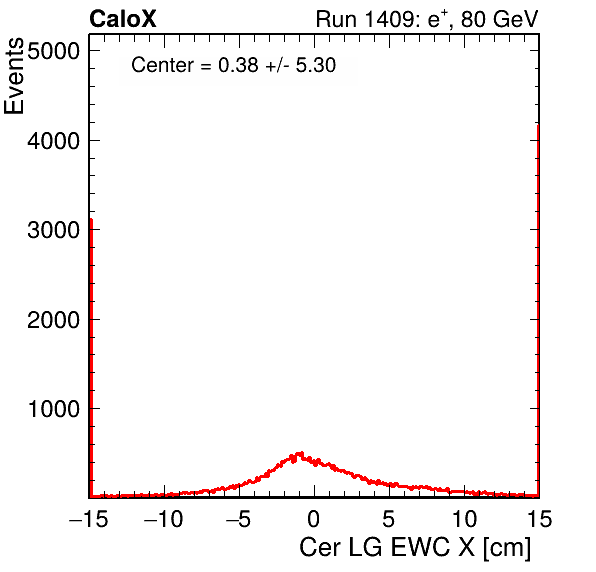 CaloX
Run 1409: e+, 80 GeV
Center = 0.38 +/- 5.30
Events
5000
4000
3000
2000
1000
−15 −10 −5 0 5 10 15
Cer LG EWC X [cm]